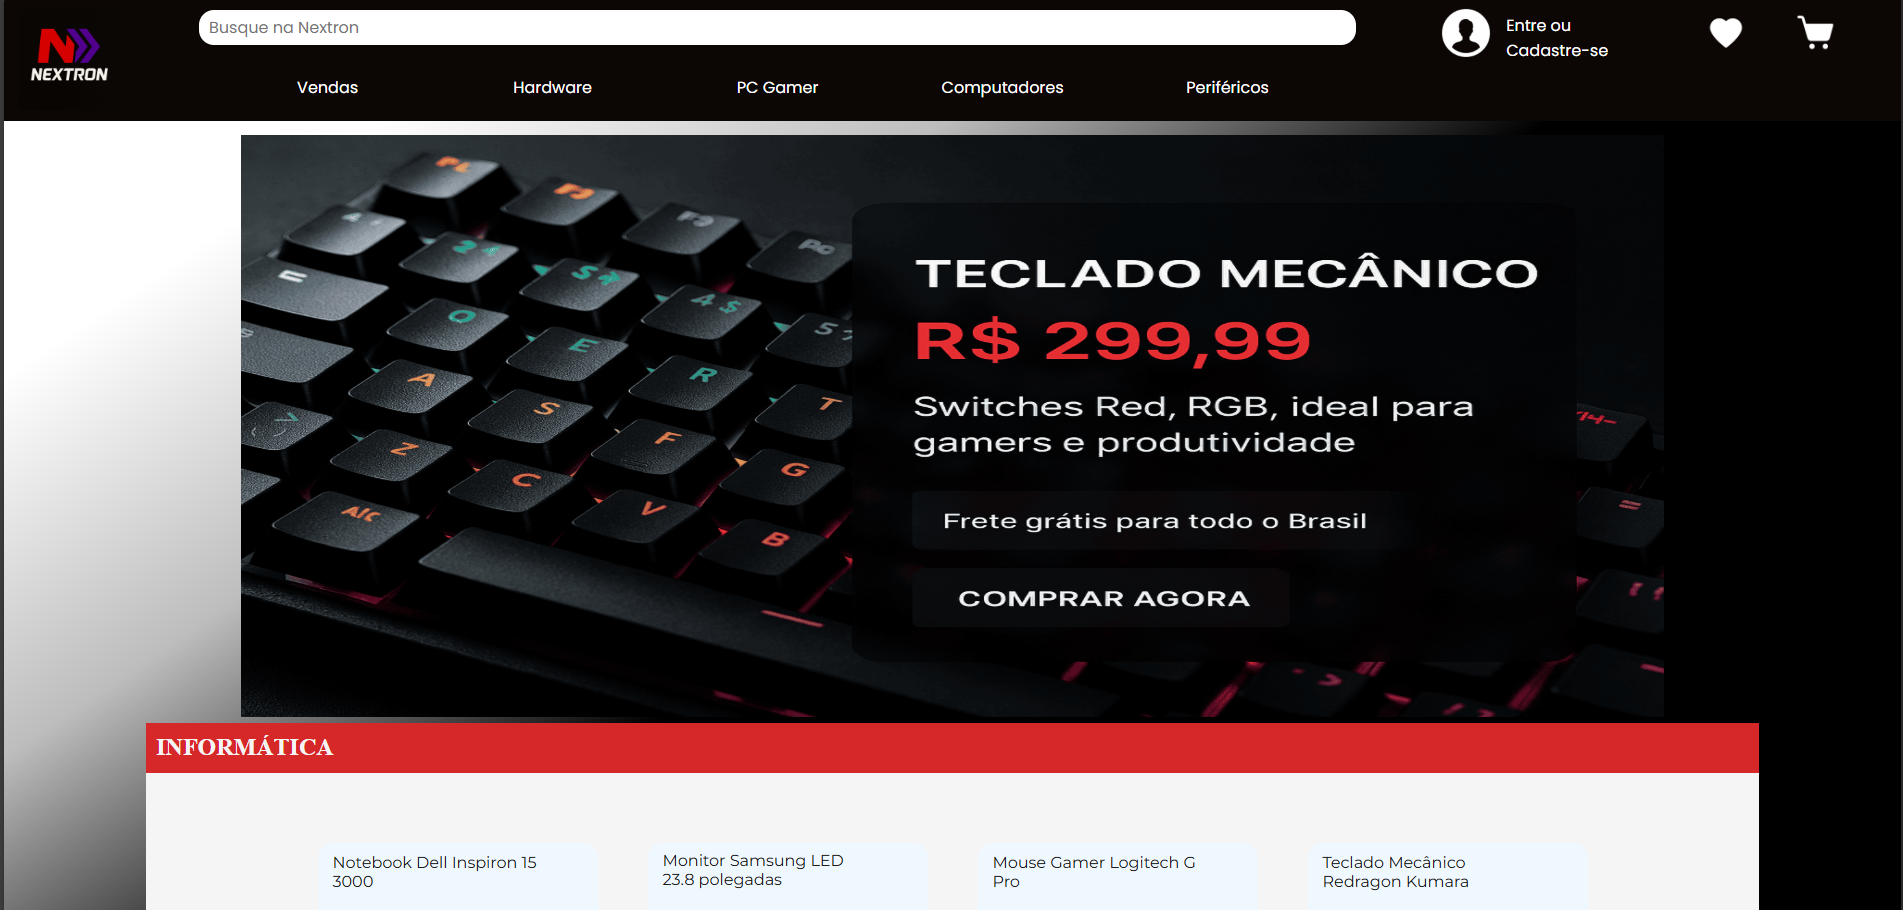 NEXTRON
Busque na Nextron
Entre ou
Cadastre-se
Vendas
Hardware
PC Gamer
Computadores
Periféricos
TECLADO MECÂNICO
R$ 299,99
Switches Red, RGB, ideal para
gamers e produtividade
Frete grátis para todo o Brasil
COMPRAR AGORA
INFORMÁTICA
Notebook Dell Inspiron 15
3000
Monitor Samsung LED
23.8 polegadas
Mouse Gamer Logitech G
Pro
Teclado Mecânico
Redragon Kumara